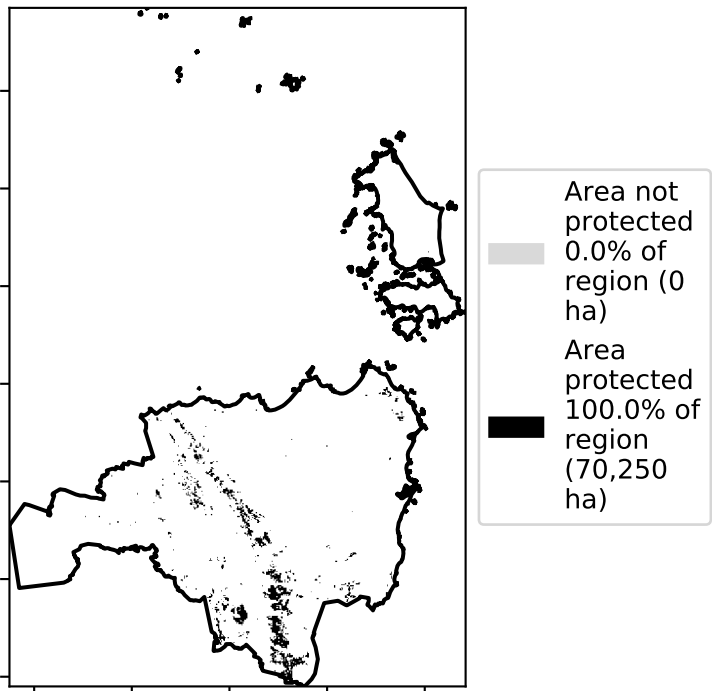 Area not
protected
0.0% of
region (0
ha)
Area
protected
100.0% of
region
(70,250
ha)